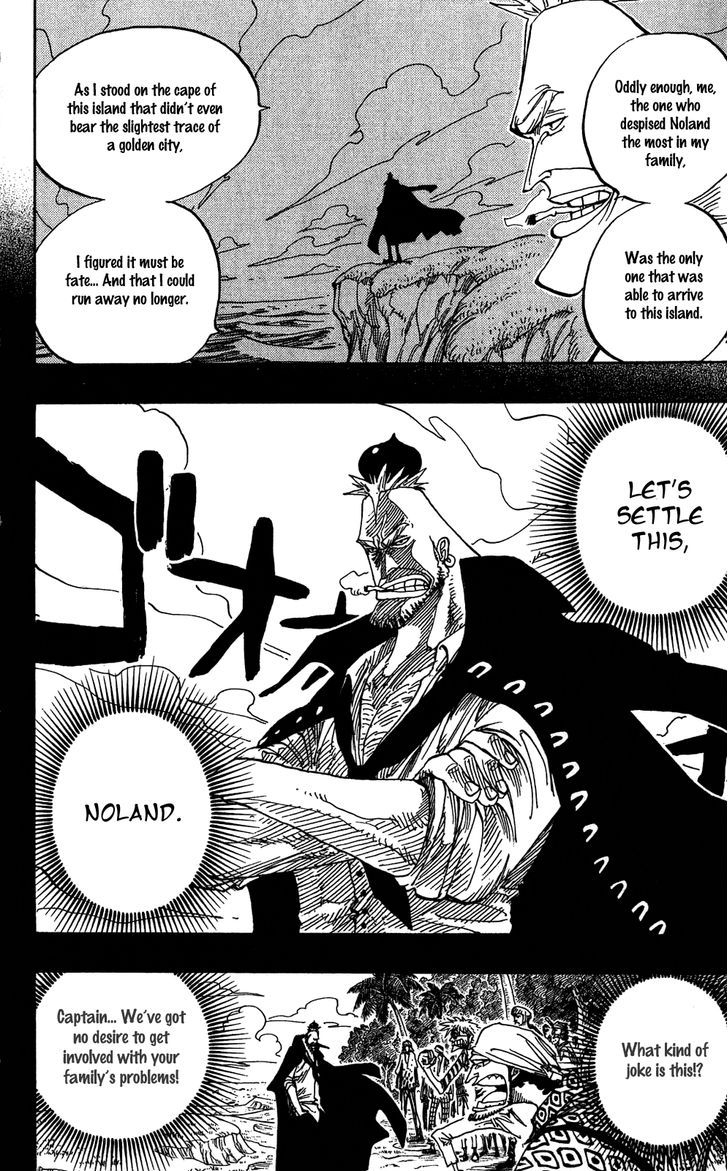 Oddly enough, me,
the one who
despised Noland
the most in my
family,
Was the only
one that was
able to arrive
to this island.
As I stood on the cape of
this island that didn't even
bear the slightest trace of
a golden city,
I figured it must be
fate... And that I could
run away no longer.
LET'S
SETTLE
THIS,
NOLAND.
What kind of
joke is this!?
Captain... We've got
no desire to get
involved with your
family's problems!